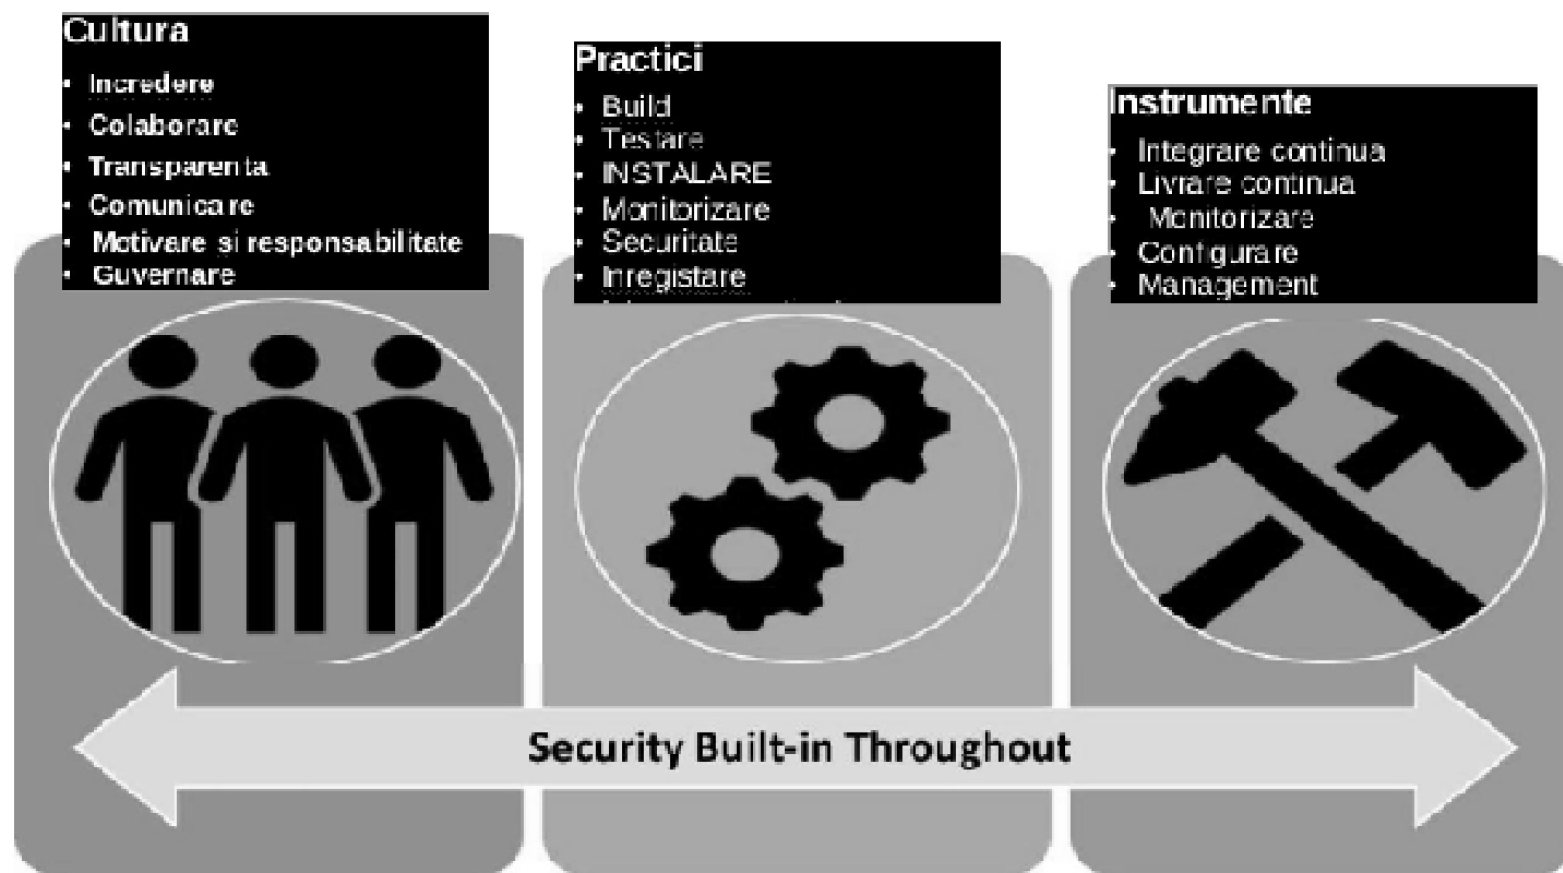 Cultura
• Incredere
• Colaborare
• Transparenta
• Comunicare
• Motivare si responsabilitate
• Guvernare
Practici
• Build
• Testare
• INSTALARE
• Monitorizare
• Securitate
• Inregistare
Instrumente
• Integrare continua
• Livrare continua
• Monitorizare
• Configurare
• Management
Security Built-in Throughout